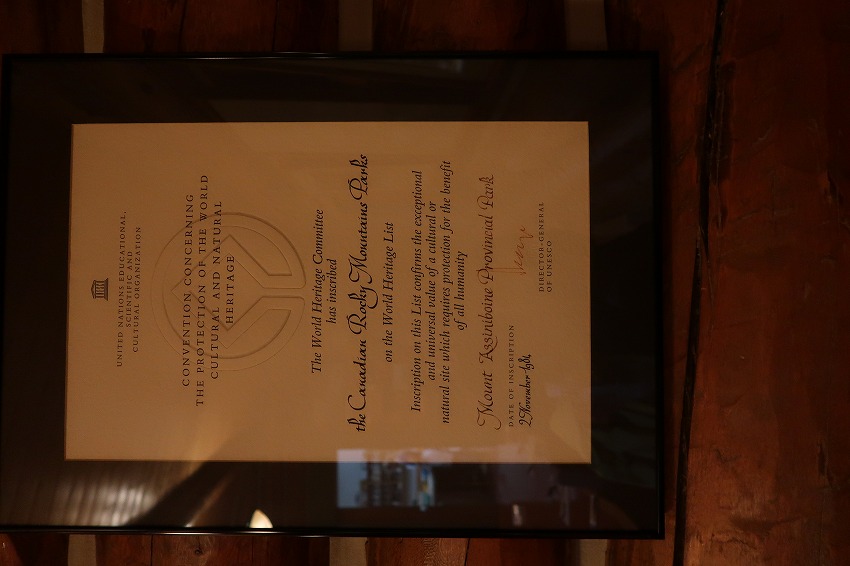 UNITED NATIONS EDUCATIONAL,
SCIENTIFIC AND
CULTURAL ORGANIZATION
CONVENTION CONCERNING
THE PROTECTION OF THE WORLD
CULTURAL AND NATURAL
HERITAGE
The World Heritage Committee
has inscribed
the Canadian Rocky Mountains Parks
on the World Heritage List
Inscription on this List confirms the exceptional
and universal value of a cultural or
natural site which requires protection for the benefit
of all humanity
Mount Assiniboine Provincial Park
DATE OF INSCRIPTION
2 November 1984
DIRECTOR-GENERAL
OF UNESCO